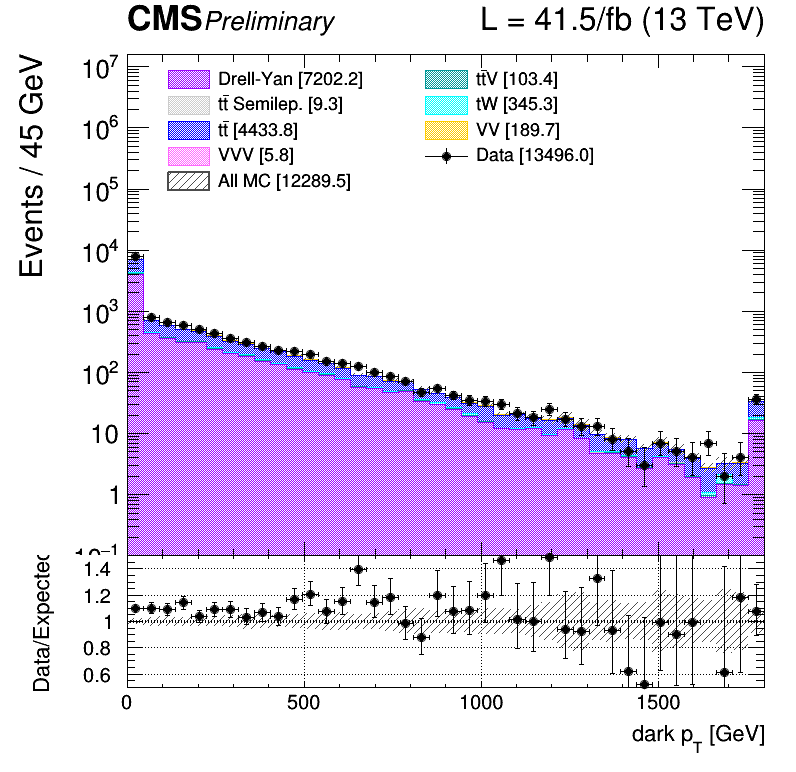 CMS Preliminary L = 41.5/fb (13 TeV)
Events / 45 GeV
10⁷
10⁶
10⁵
10⁴
10³
10²
10
1
10⁻¹
Drell-Yan [7202.2]
tt̄ Semilep. [9.3]
tt̄ [4433.8]
VVV [5.8]
All MC [12289.5]
tt̄V [103.4]
tW [345.3]
VV [189.7]
Data [13496.0]
Data/Expected
1.4
1.2
1
0.8
0.6
0 500 1000 1500
dark p_T [GeV]